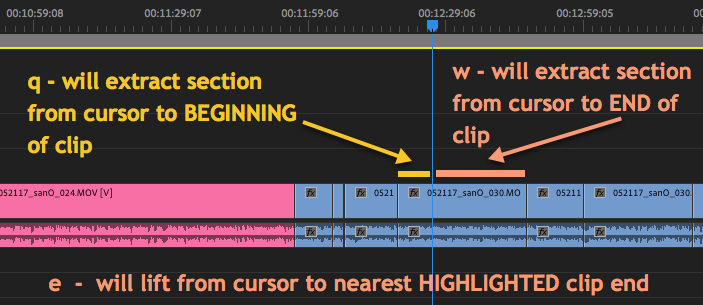 00:10:59:08 00:11:29:07 00:11:59:06 00:12:29:06 00:12:59:05
q - will extract section
from cursor to BEGINNING
of clip
w - will extract section
from cursor to END of
clip
052117_sanO_024.MOV [V] fx fx 0521 fx 052117_sanO_030.MO fx 05211 fx 052117_sanO_030.
fx fx fx fx fx
e - will lift from cursor to nearest HIGHLIGHTED clip end